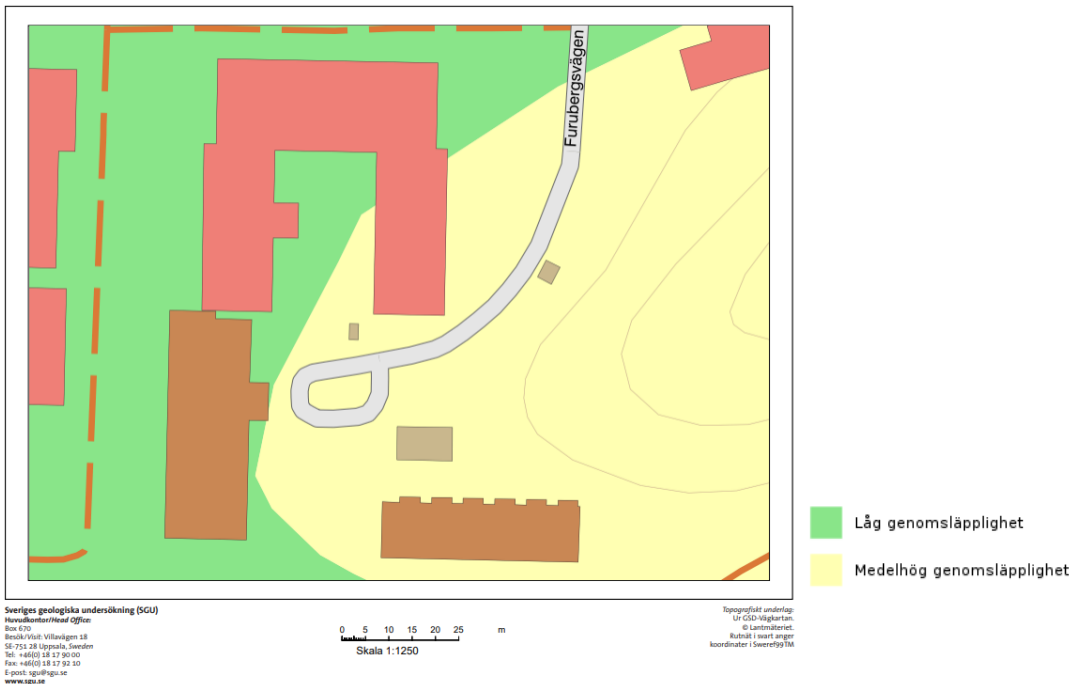 Furubergsvägen
Låg genomsläpplighet
Medelhög genomsläpplighet
Sveriges geologiska undersökning (SGU)
Huvudkontor/Head Office:
Box 670
Besök/Visit: Villavägen 18
SE-751 28 Uppsala, Sweden
Tel: +46(0) 18 17 90 00
Fax: +46(0) 18 17 92 10
E-post: sgu@sgu.se
www.sgu.se
0 5 10 15 20 25 m
Skala 1:1250
Topografiskt underlag:
Ur GSD-Vägkartan.
© Lantmäteriet.
Rutnät i svart anger
koordinater i Sweref99TM